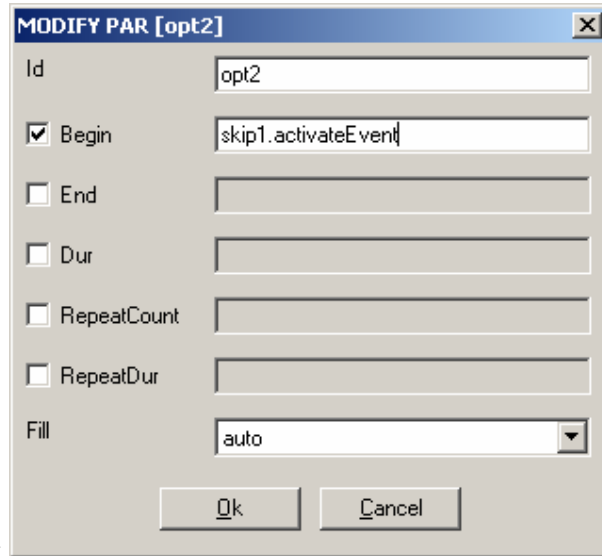 MODIFY PAR [opt2]
Id opt2
Begin skip1.activateEvent
End
Dur
RepeatCount
RepeatDur
Fill auto
Ok Cancel